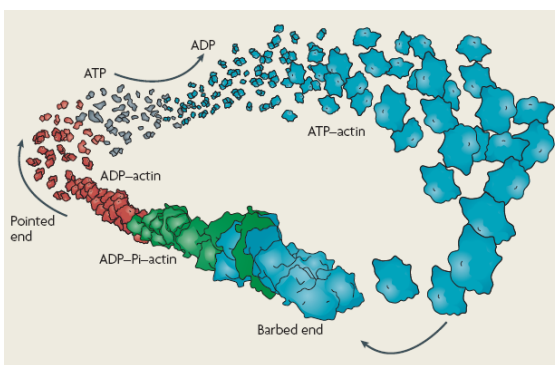 ADP
ATP
ATP–actin
ADP–actin
Pointed
end
ADP–Pi–actin
Barbed end